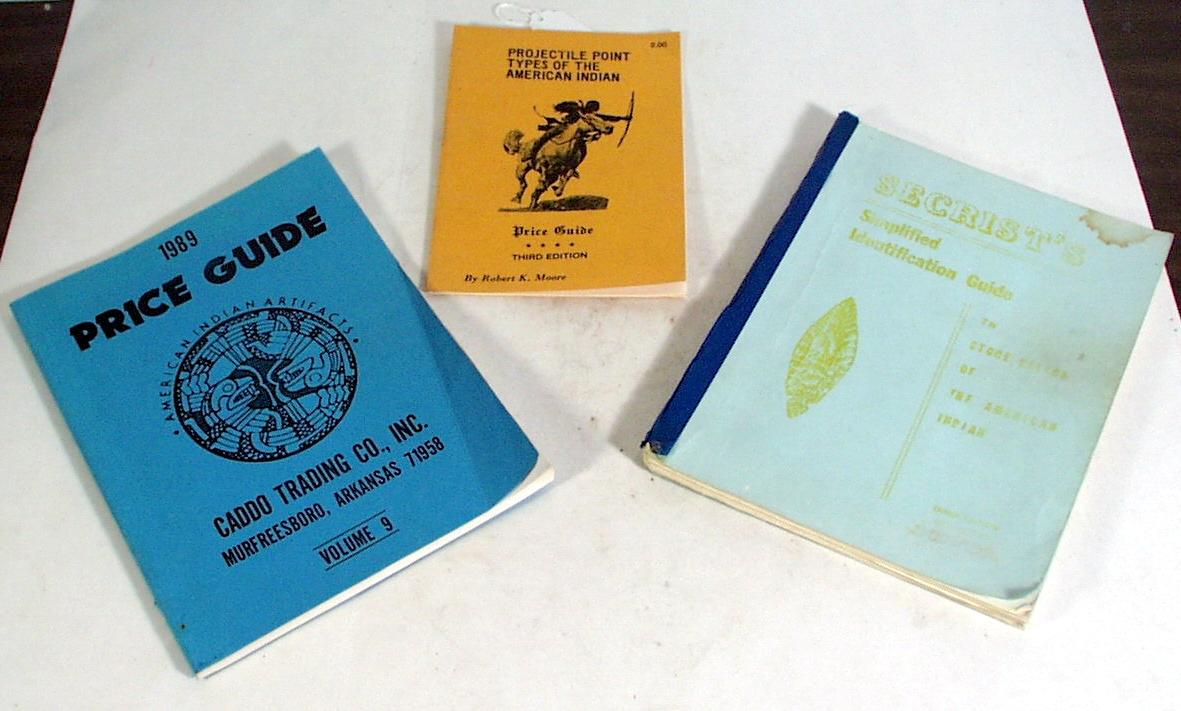 1989
PRICE GUIDE
• AMERICAN INDIAN ARTIFACTS •
CADDO TRADING CO., INC.
MURFREESBORO, ARKANSAS 71958
VOLUME 9
2.00
PROJECTILE POINT
TYPES OF THE
AMERICAN INDIAN
Price Guide
★ ★ ★ ★
THIRD EDITION
By Robert K. Moore
SECRIST'S
Simplified
Identification Guide
TO
OF
THE AMERICAN
INDIAN